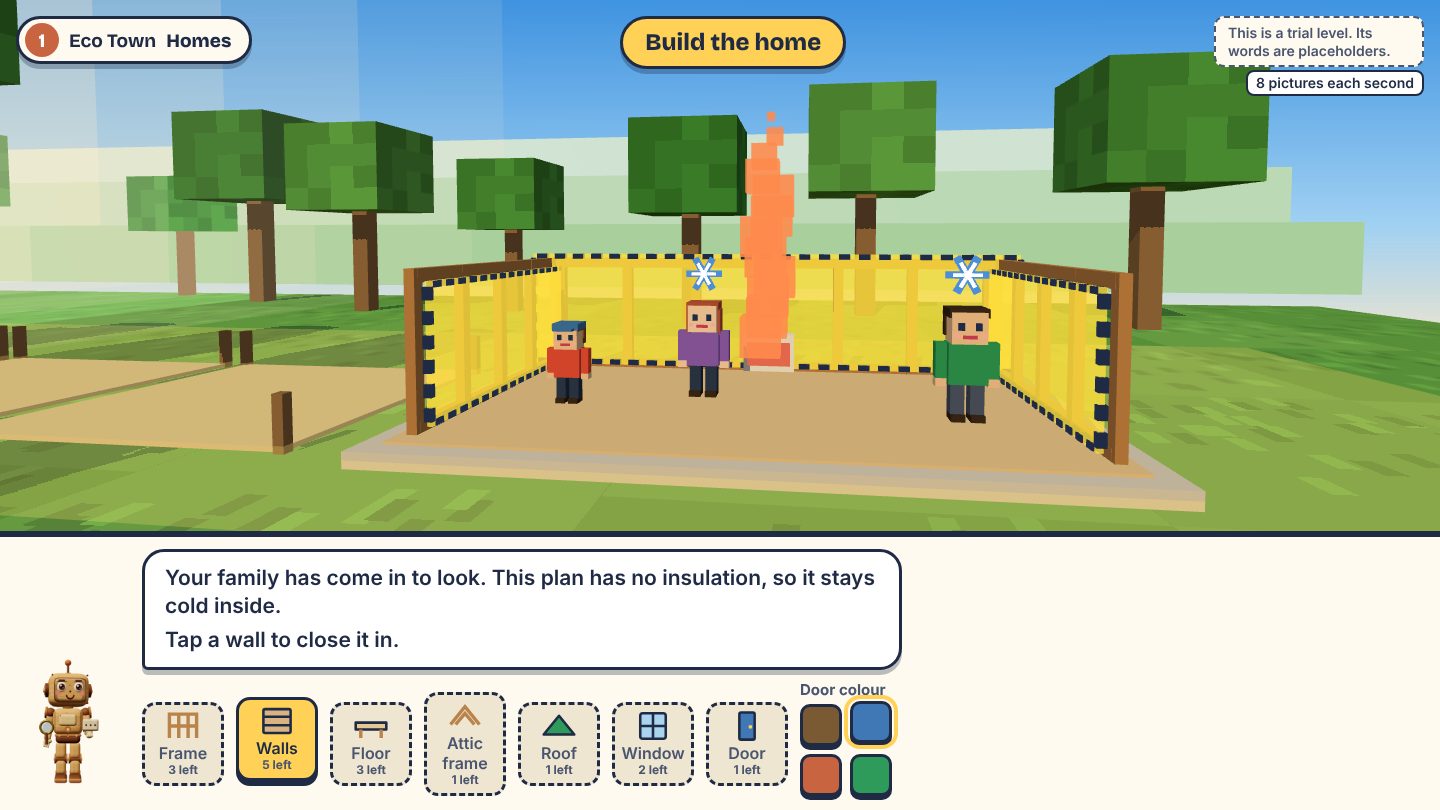 1 Eco Town Homes
Build the home
This is a trial level. Its
words are placeholders.
8 pictures each second
Your family has come in to look. This plan has no insulation, so it stays
cold inside.
Tap a wall to close it in.
Door colour
Frame
3 left
Walls
5 left
Floor
3 left
Attic
frame
1 left
Roof
1 left
Window
2 left
Door
1 left